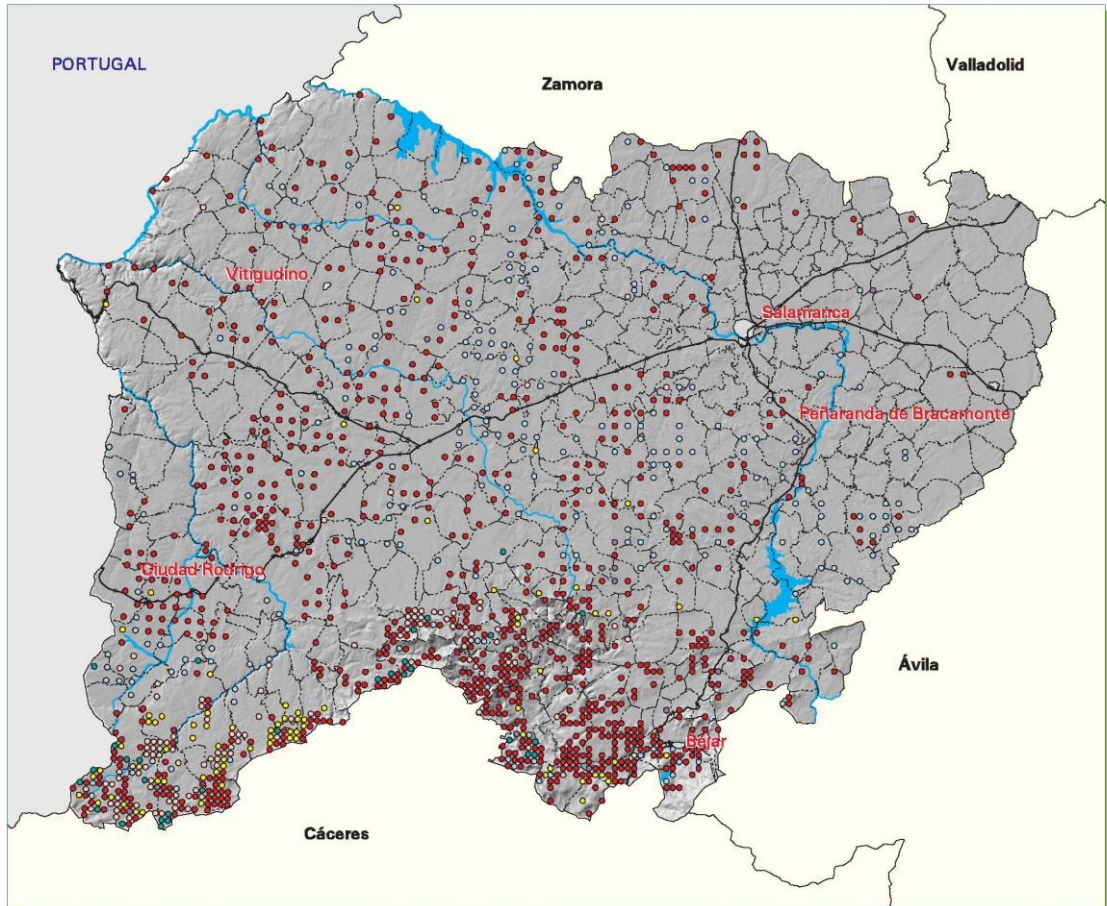 PORTUGAL
Zamora
Valladolid
Vitigudino
Salamanca
Peñaranda de Bracamonte
Ciudad Rodrigo
Ávila
Béjar
Cáceres